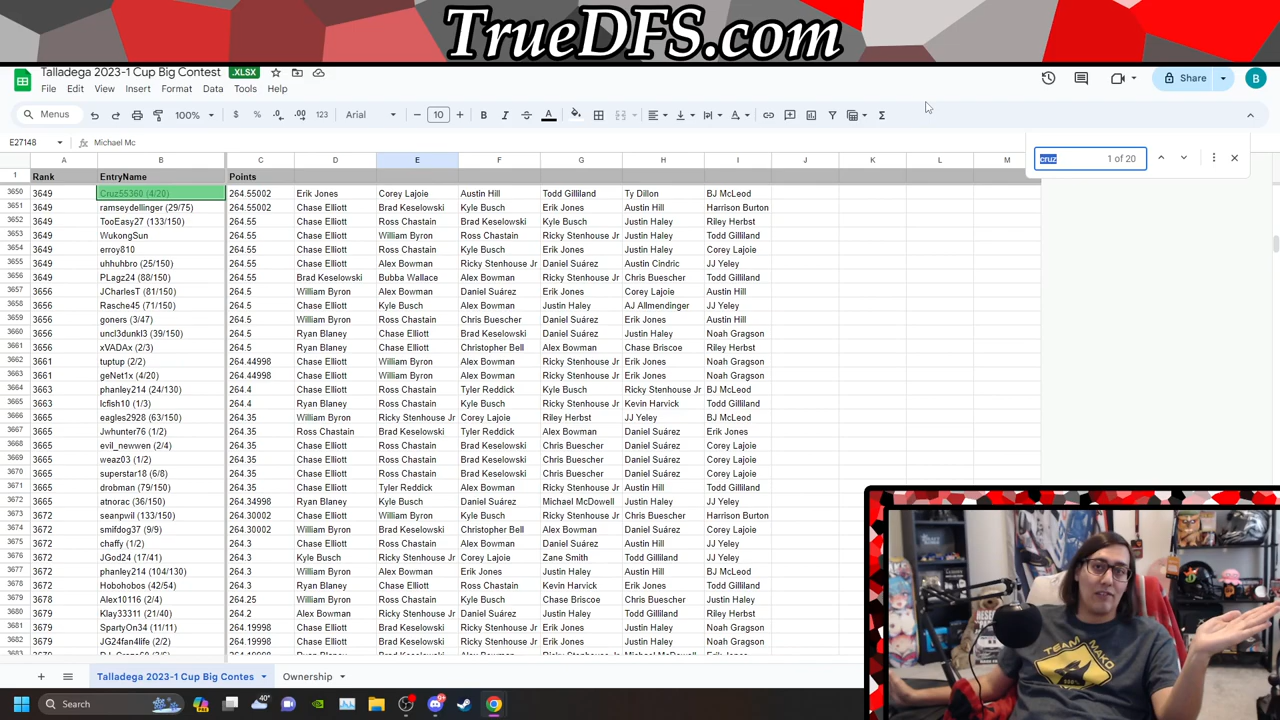 TrueDFS.com
Talladega 2023-1 Cup Big Contest .XLSX
File Edit View Insert Format Data Tools Help
Share B
Menus 100% $ % 123 Arial 10 B I A Σ
E27148 Michael Mc
cruz 1 of 20
A B C D E F G H I J K L M
1 Rank EntryName Points
3650 3649 Cruz55360 (4/20) 264.55002 Erik Jones Corey Lajoie Austin Hill Todd Gilliland Ty Dillon BJ McLeod
3651 3649 ramseydellinger (29/75) 264.55002 Chase Elliott Brad Keselowski Kyle Busch Erik Jones Austin Hill Harrison Burton
3652 3649 TooEasy27 (133/150) 264.55 Chase Elliott Ross Chastain Brad Keselowski Kyle Busch Justin Haley Riley Herbst
3653 3649 WukongSun 264.55 Chase Elliott William Byron Ross Chastain Ricky Stenhouse Jr Justin Haley Todd Gilliland
3654 3649 erroy810 264.55 Chase Elliott Ross Chastain Kyle Busch Erik Jones Justin Haley Corey Lajoie
3655 3649 uhhuhbro (25/150) 264.55 Chase Elliott Alex Bowman Ricky Stenhouse Jr Daniel Suárez Austin Cindric JJ Yeley
3656 3649 PLagz24 (88/150) 264.55 Brad Keselowski Bubba Wallace Alex Bowman Ricky Stenhouse Jr Chris Buescher Todd Gilliland
3657 3656 JCharlesT (81/150) 264.5 William Byron Alex Bowman Daniel Suárez Erik Jones Corey Lajoie Austin Hill
3658 3656 Rasche45 (71/150) 264.5 Chase Elliott Kyle Busch Alex Bowman Justin Haley AJ Allmendinger JJ Yeley
3659 3656 goners (3/47) 264.5 William Byron Ross Chastain Chris Buescher Daniel Suárez Erik Jones Austin Hill
3660 3656 uncl3dunkl3 (39/150) 264.5 Ryan Blaney Chase Elliott Brad Keselowski Daniel Suárez Justin Haley Noah Gragson
3661 3656 xVADAx (2/3) 264.5 Ryan Blaney Chase Elliott Christopher Bell Alex Bowman Chase Briscoe Riley Herbst
3662 3661 tuptup (2/2) 264.44998 Chase Elliott William Byron Alex Bowman Ricky Stenhouse Jr Erik Jones Noah Gragson
3663 3661 geNet1x (4/20) 264.44998 Chase Elliott William Byron Alex Bowman Ricky Stenhouse Jr Erik Jones Noah Gragson
3664 3663 phanley214 (24/130) 264.4 Chase Elliott Ross Chastain Tyler Reddick Kyle Busch Ricky Stenhouse Jr BJ McLeod
3665 3663 lcfish10 (1/3) 264.4 Ryan Blaney Ross Chastain Kyle Busch Ricky Stenhouse Jr Kevin Harvick Todd Gilliland
3666 3665 eagles2928 (63/150) 264.35 William Byron Ricky Stenhouse Jr Corey Lajoie Riley Herbst JJ Yeley BJ McLeod
3667 3665 Jwhunter76 (1/2) 264.35 Ross Chastain Brad Keselowski Tyler Reddick Alex Bowman Daniel Suárez Erik Jones
3668 3665 evil_newwen (2/4) 264.35 Chase Elliott Ross Chastain Brad Keselowski Chris Buescher Daniel Suárez Corey Lajoie
3669 3665 weaz03 (1/2) 264.35 Chase Elliott Ross Chastain Brad Keselowski Chris Buescher Daniel Suárez Corey Lajoie
3670 3665 superstar18 (6/8) 264.35 Chase Elliott Ross Chastain Brad Keselowski Chris Buescher Daniel Suárez Corey Lajoie
3671 3665 drobman (79/150) 264.35 Chase Elliott Tyler Reddick Alex Bowman Daniel Suárez Austin Hill Todd Gilliland
3672 3665 atnorac (36/150) 264.34998 Ryan Blaney Kyle Busch Daniel Suárez Michael McDowell Justin Haley JJ Yeley
3673 3672 seanpwil (133/150) 264.30002 Chase Elliott William Byron Kyle Busch Ricky Stenhouse Jr Chris Buescher Harrison Burton
3674 3672 smifdog37 (9/9) 264.30002 William Byron Ross Chastain Christopher Bell Alex Bowman Daniel Suárez Corey Lajoie
3675 3672 chaffy (1/2) 264.3 Chase Elliott Brad Keselowski Alex Bowman Daniel Suárez Austin Hill JJ Yeley
3676 3672 JGod24 (17/41) 264.3 Kyle Busch Ricky Stenhouse Jr Corey Lajoie Zane Smith Todd Gilliland JJ Yeley
3677 3672 phanley214 (104/130) 264.3 William Byron Alex Bowman Erik Jones Justin Haley Austin Hill BJ McLeod
3678 3672 Hobohobos (42/54) 264.3 Ryan Blaney Chase Elliott Ross Chastain Kevin Harvick Erik Jones Todd Gilliland
3679 3678 Alex10116 (2/4) 264.25 William Byron Ross Chastain Kyle Busch Chase Briscoe Chris Buescher Noah Gragson
3680 3679 Klay33311 (21/40) 264.2 Alex Bowman Ricky Stenhouse Jr Daniel Suárez Erik Jones Austin Hill Riley Herbst
3681 3679 SpartyOn34 (11/11) 264.19998 Chase Elliott Ross Chastain Brad Keselowski Daniel Suárez Justin Haley Noah Gragson
3682 3679 JG24fan4life (2/2) 264.19998 Chase Elliott Ross Chastain Brad Keselowski Daniel Suárez Justin Haley Noah Gragson
Talladega 2023-1 Cup Big Contes Ownership
Search 40°
TEAM MAKO